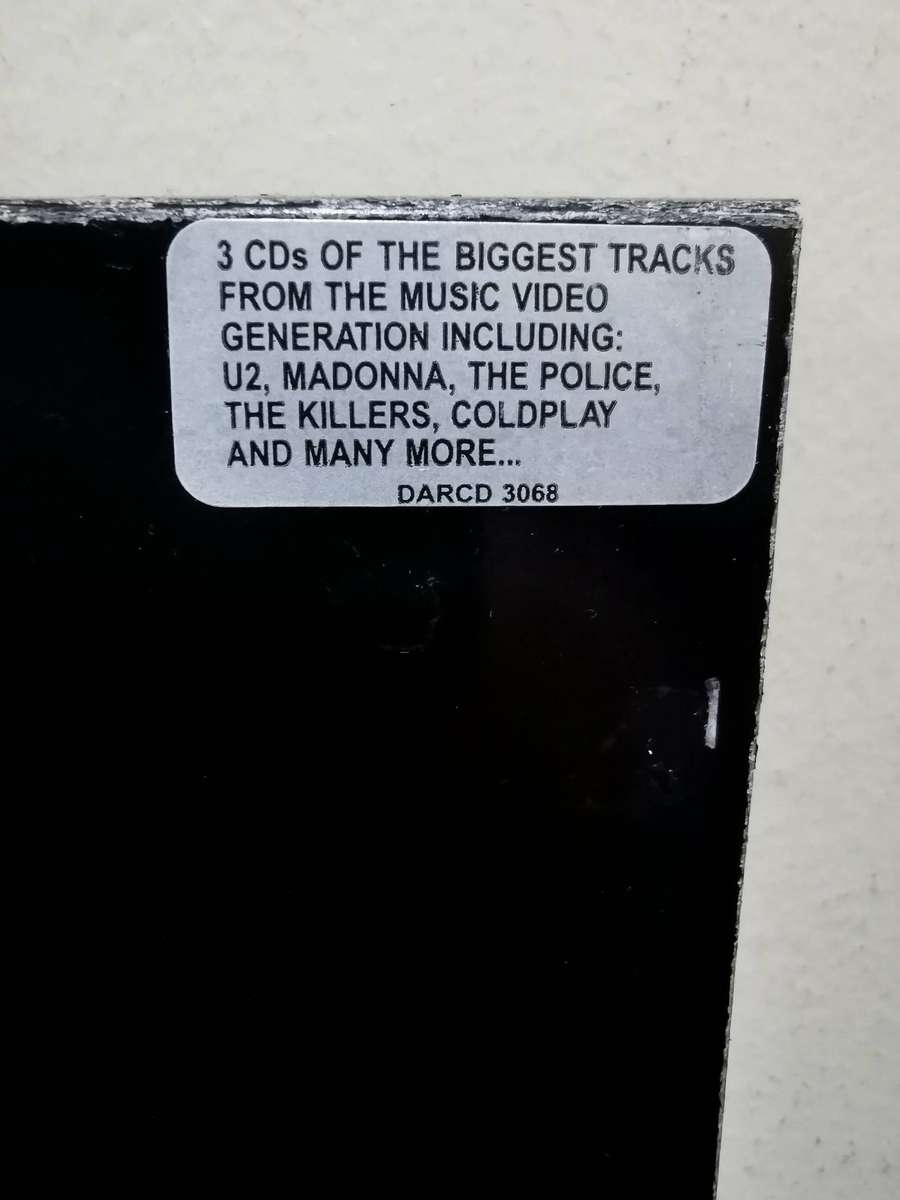 3 CDs OF THE BIGGEST TRACKS
FROM THE MUSIC VIDEO
GENERATION INCLUDING:
U2, MADONNA, THE POLICE,
THE KILLERS, COLDPLAY
AND MANY MORE...
DARCD 3068